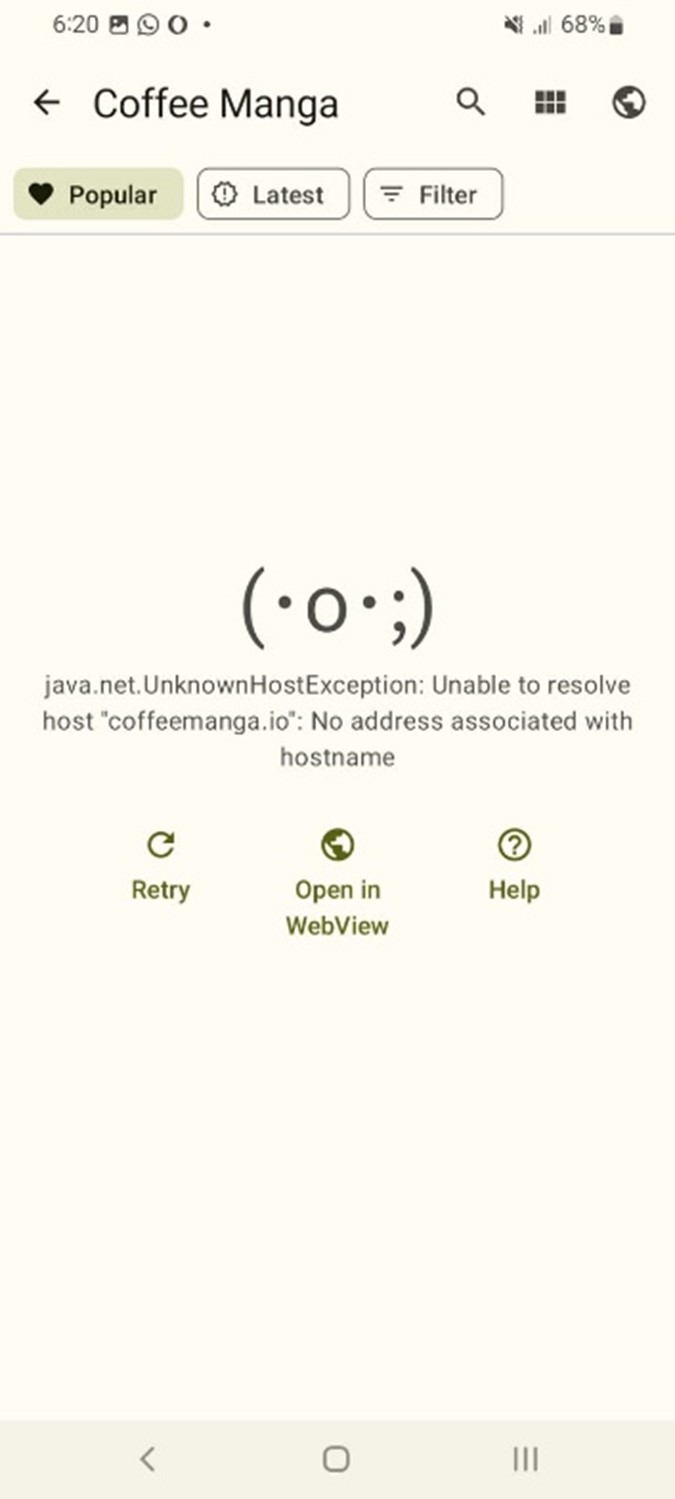 6:20 68%
Coffee Manga
Popular Latest Filter
(·o·;)
java.net.UnknownHostException: Unable to resolve
host "coffeemanga.io": No address associated with
hostname
Retry Open in Help
WebView